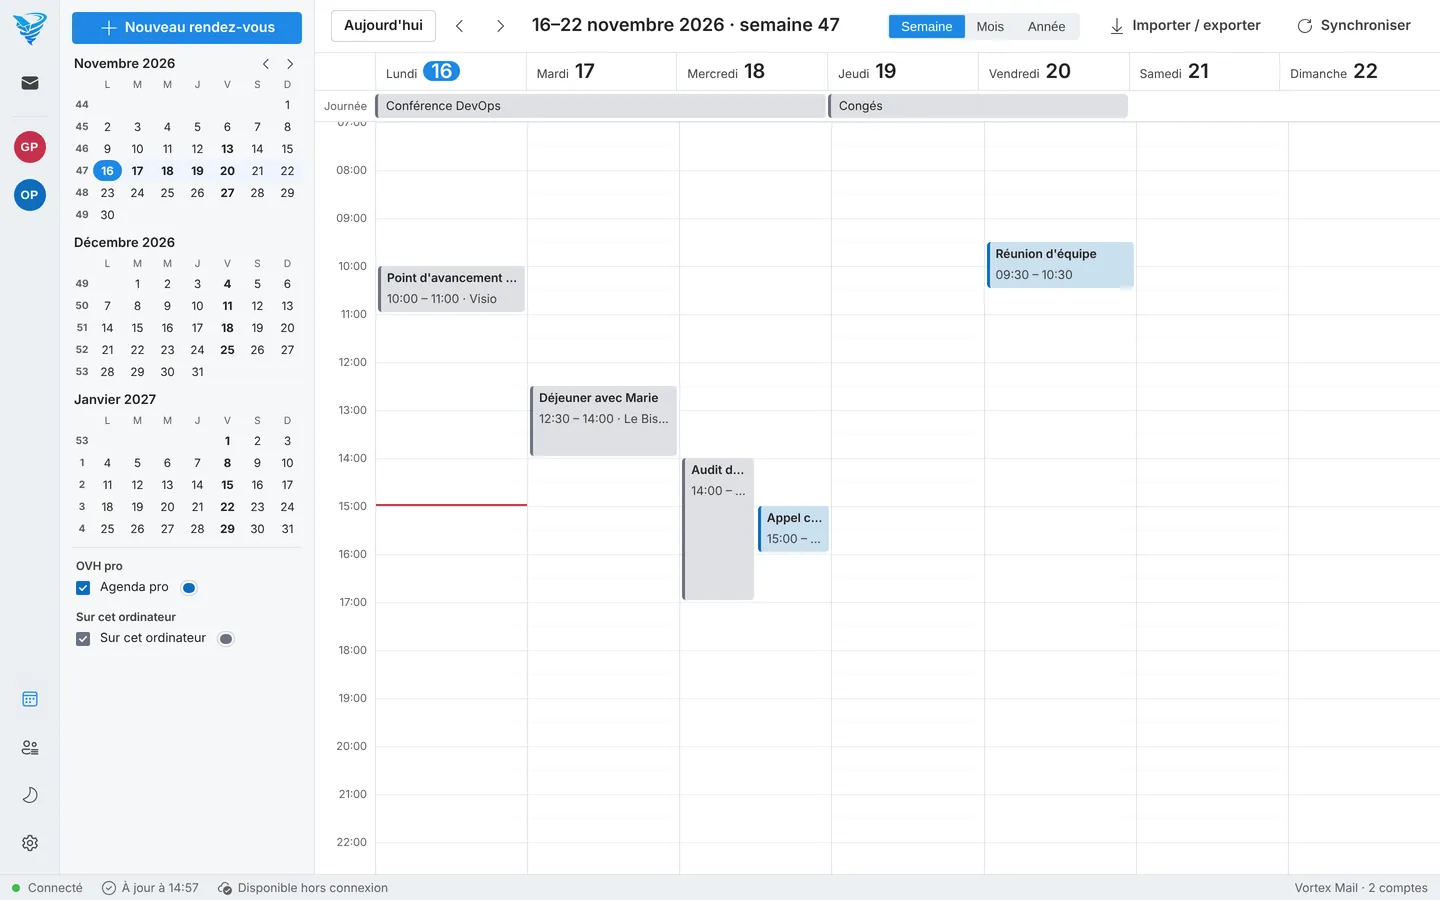 Nouveau rendez-vous
Aujourd'hui
16–22 novembre 2026 · semaine 47
Semaine Mois Année
Importer / exporter
Synchroniser
GP
OP
Novembre 2026
L M M J V S D
44 1
45 2 3 4 5 6 7 8
46 9 10 11 12 13 14 15
47 16 17 18 19 20 21 22
48 23 24 25 26 27 28 29
49 30
Décembre 2026
L M M J V S D
49 1 2 3 4 5 6
50 7 8 9 10 11 12 13
51 14 15 16 17 18 19 20
52 21 22 23 24 25 26 27
53 28 29 30 31
Janvier 2027
L M M J V S D
53 1 2 3
1 4 5 6 7 8 9 10
2 11 12 13 14 15 16 17
3 18 19 20 21 22 23 24
4 25 26 27 28 29 30 31
OVH pro
Agenda pro
Sur cet ordinateur
Sur cet ordinateur
Lundi 16 Mardi 17 Mercredi 18 Jeudi 19 Vendredi 20 Samedi 21 Dimanche 22
Journée Conférence DevOps Congés
07:00
08:00
09:00
10:00
11:00
12:00
13:00
14:00
15:00
16:00
17:00
18:00
19:00
20:00
21:00
22:00
Point d'avancement ...
10:00 – 11:00 · Visio
Déjeuner avec Marie
12:30 – 14:00 · Le Bis...
Audit d...
14:00 – ...
Appel c...
15:00 – ...
Réunion d'équipe
09:30 – 10:30
Connecté
À jour à 14:57
Disponible hors connexion
Vortex Mail · 2 comptes